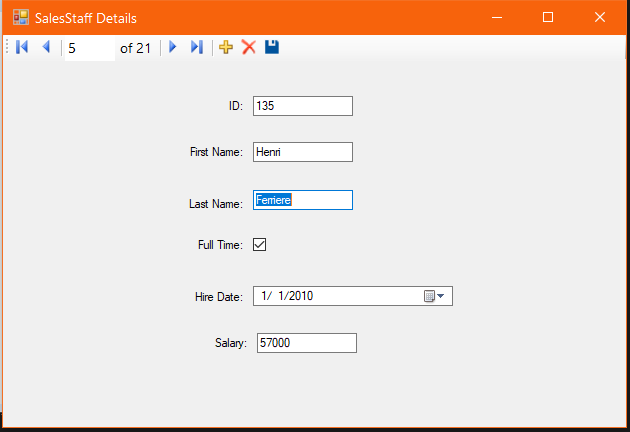 SalesStaff Details
5 of 21
ID: 135
First Name: Henri
Last Name: Ferriere
Full Time:
Hire Date: 1/ 1/2010
Salary: 57000